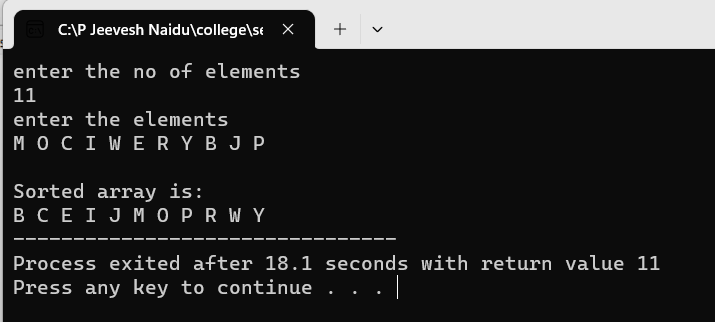 C:\P Jeevesh Naidu\college\se
enter the no of elements
11
enter the elements
M O C I W E R Y B J P
Sorted array is:
B C E I J M O P R W Y
--------------------------------
Process exited after 18.1 seconds with return value 11
Press any key to continue . . .